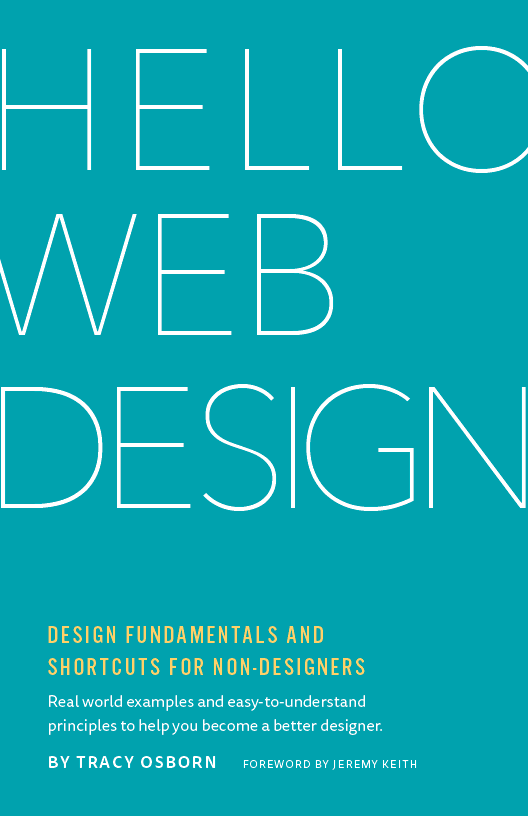 HELLO
WEB
DESIGN
DESIGN FUNDAMENTALS AND
SHORTCUTS FOR NON-DESIGNERS
Real world examples and easy-to-understand
principles to help you become a better designer.
BY TRACY OSBORN FOREWORD BY JEREMY KEITH